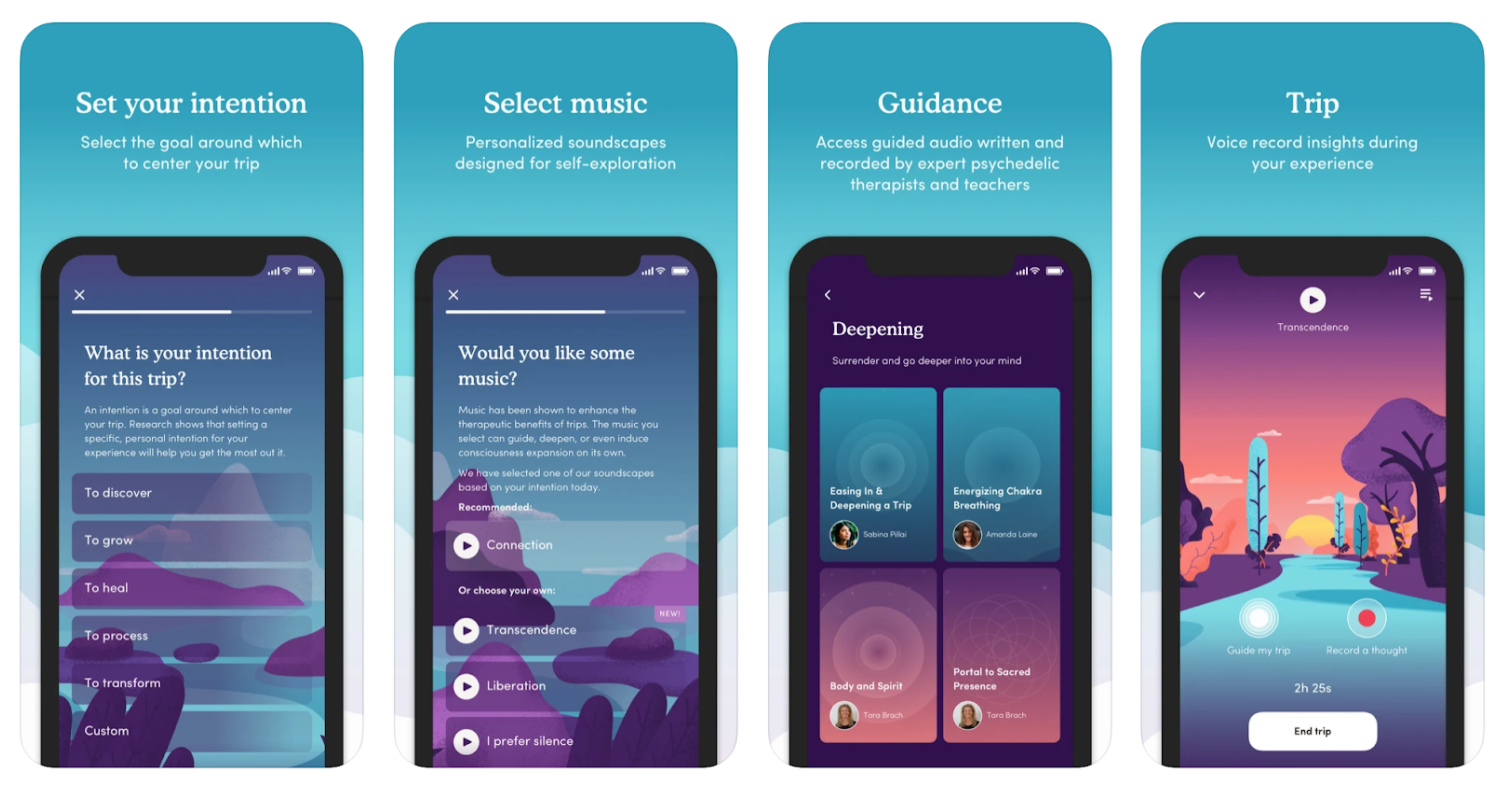 Set your intention
Select the goal around which
to center your trip
What is your intention
for this trip?
An intention is a goal around which to center
your trip. Research shows that setting a
specific, personal intention for your
experience will help you get the most out it.
To discover
To grow
To heal
To process
To transform
Custom
Select music
Personalized soundscapes
designed for self-exploration
Would you like some
music?
Music has been shown to enhance the
therapeutic benefits of trips. The music you
select can guide, deepen, or even induce
consciousness expansion on its own.
We have selected one of our soundscapes
based on your intention today.
Recommended:
Connection
Or choose your own:
NEW!
Transcendence
Liberation
I prefer silence
Guidance
Access guided audio written and
recorded by expert psychedelic
therapists and teachers
Deepening
Surrender and go deeper into your mind
Easing In &
Deepening a Trip
Sabina Pillai
Energizing Chakra
Breathing
Amanda Laine
Body and Spirit
Tara Brach
Portal to Sacred
Presence
Tara Brach
Trip
Voice record insights during
your experience
Transcendence
Guide my trip
Record a thought
2h 25s
End trip